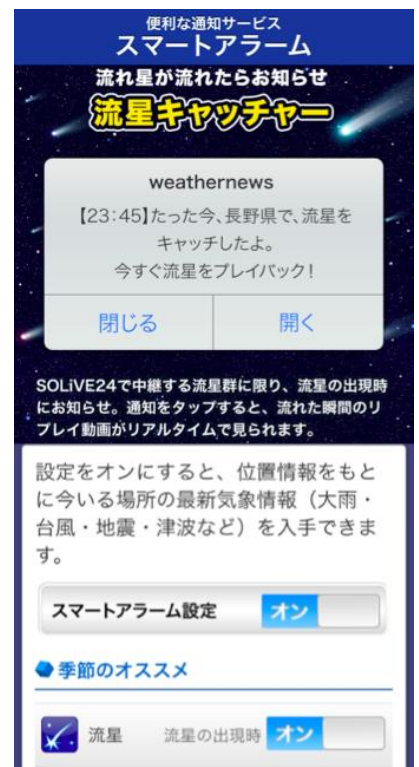 便利な通知サービス
スマートアラーム
流れ星が流れたらお知らせ
流星キャッチャー
weathernews
【23:45】たった今、長野県で、流星を
キャッチしたよ。
今すぐ流星をプレイバック！
閉じる 開く
SOLiVE24で中継する流星群に限り、流星の出現時
にお知らせ。通知をタップすると、流れた瞬間のリ
プレイ動画がリアルタイムで見られます。
設定をオンにすると、位置情報をもと
に今いる場所の最新気象情報（大雨・
台風・地震・津波など）を入手できま
す。
スマートアラーム設定 オン
季節のオススメ
流星 流星の出現時 オン